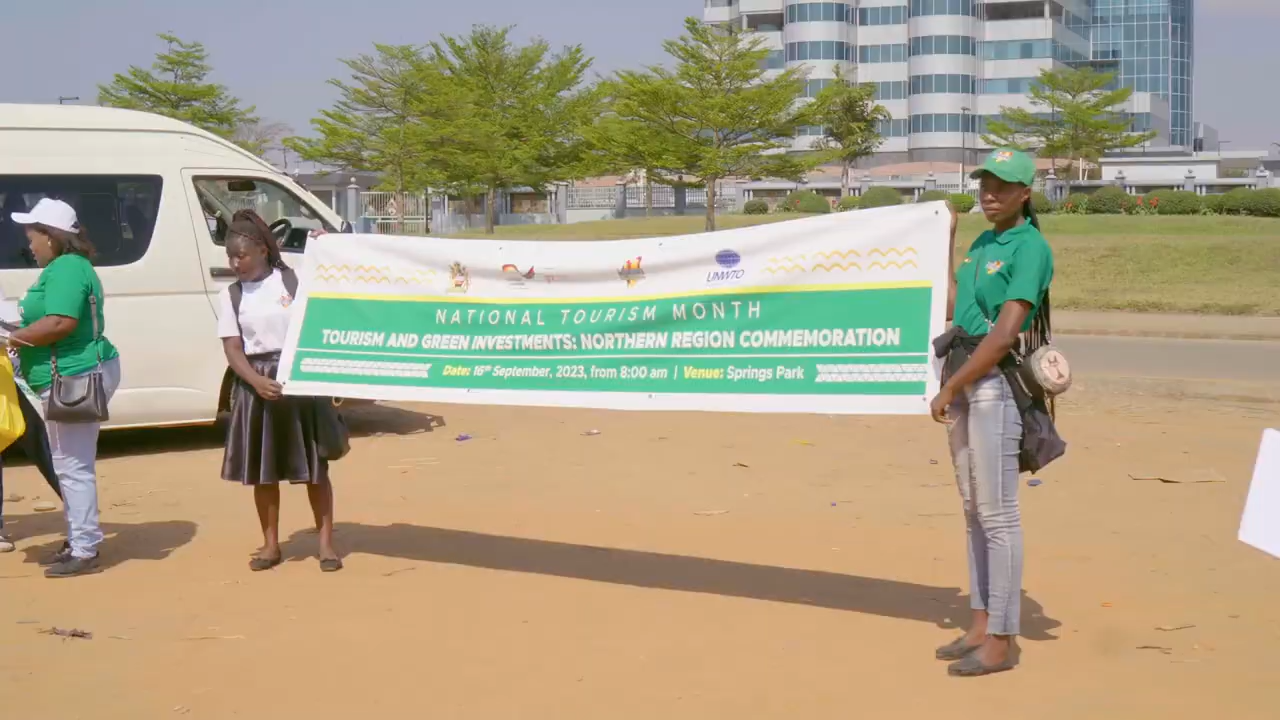 UNWTO
NATIONAL TOURISM MONTH
TOURISM AND GREEN INVESTMENTS: NORTHERN REGION COMMEMORATION
Date: 16th September, 2023, from 8:00 am | Venue: Springs Park